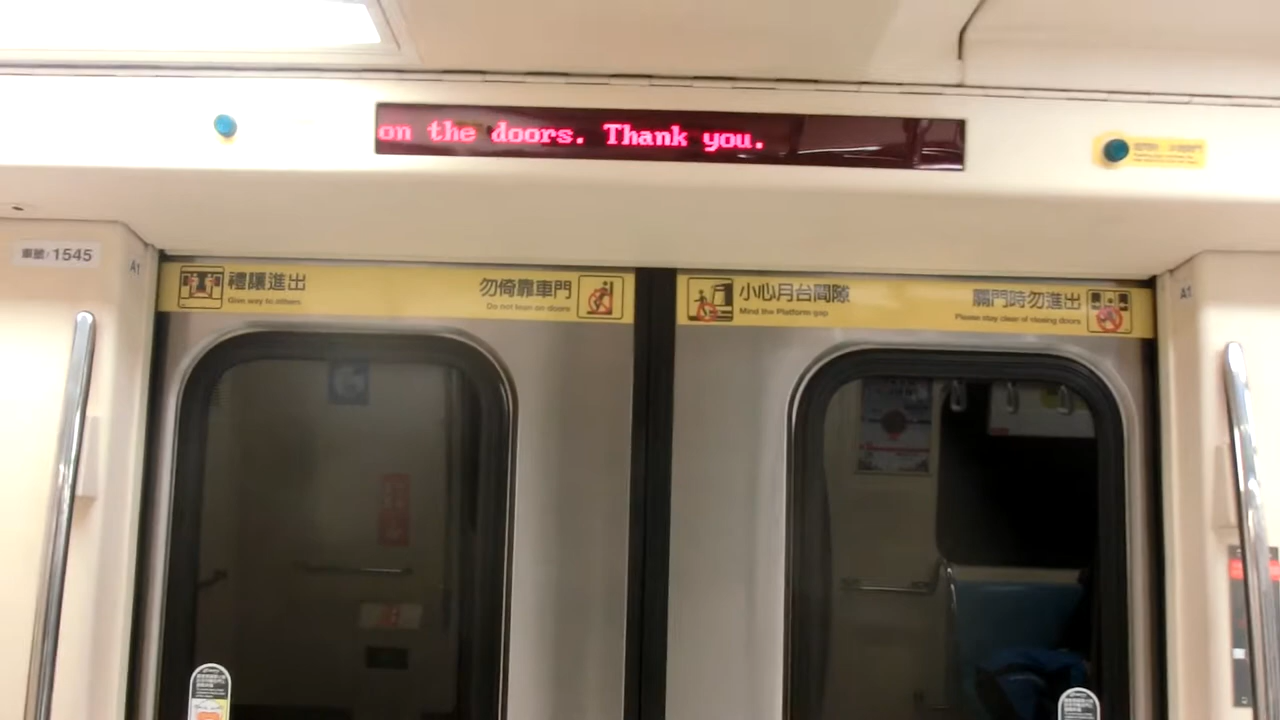 on the doors. Thank you.
車號:1545
A1
禮讓進出
Give way to others
勿倚靠車門
Do not lean on doors
小心月台間隙
Mind the Platform gap
關門時勿進出
Please stay clear of closing doors
A1